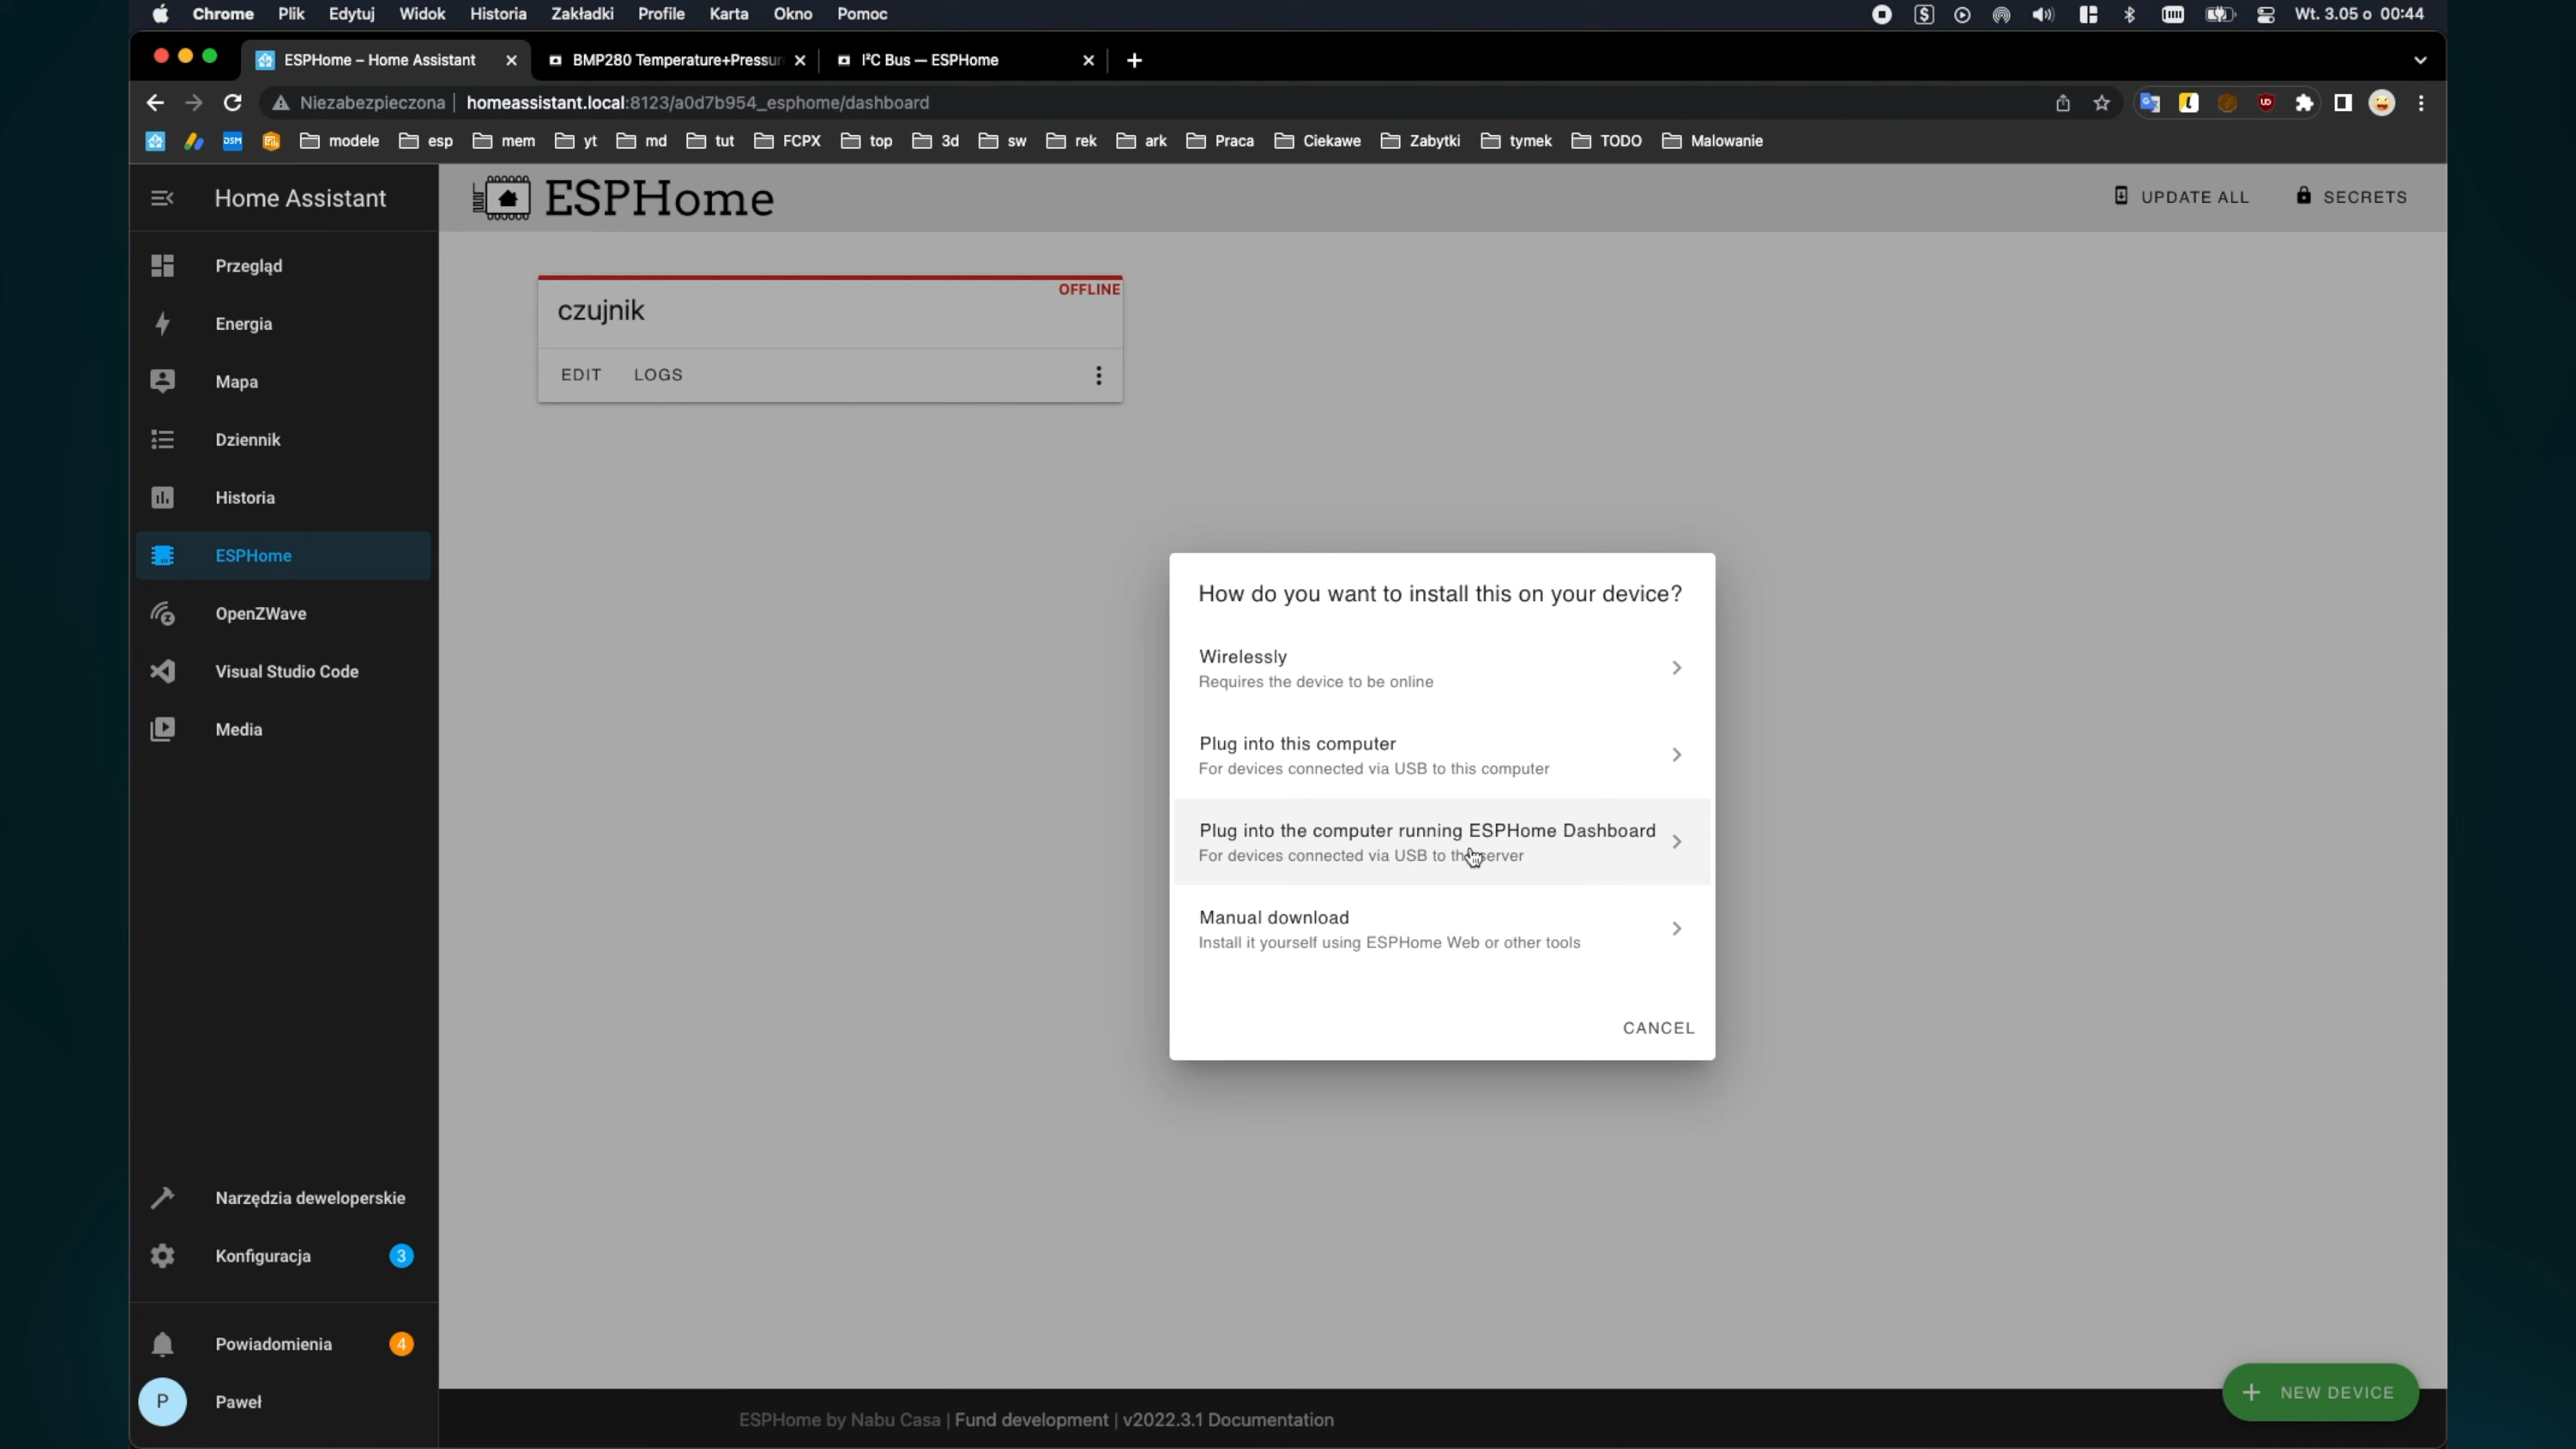 Chrome Plik Edytuj Widok Historia Zakładki Profile Karta Okno Pomoc Wt. 3.05 o 00:44
ESPHome – Home Assistant BMP280 Temperature+Pressur I²C Bus — ESPHome
Niezabezpieczona homeassistant.local:8123/a0d7b954_esphome/dashboard
DSM modele esp mem yt md tut FCPX top 3d sw rek ark Praca Ciekawe Zabytki tymek TODO Malowanie
Home Assistant
ESPHome
UPDATE ALL SECRETS
Przegląd
Energia
Mapa
Dziennik
Historia
ESPHome
OpenZWave
Visual Studio Code
Media
Narzędzia deweloperskie
Konfiguracja 3
Powiadomienia 4
P Paweł
OFFLINE
czujnik
EDIT LOGS
How do you want to install this on your device?
Wirelessly
Requires the device to be online
Plug into this computer
For devices connected via USB to this computer
Plug into the computer running ESPHome Dashboard
For devices connected via USB to the server
Manual download
Install it yourself using ESPHome Web or other tools
CANCEL
NEW DEVICE
ESPHome by Nabu Casa | Fund development | v2022.3.1 Documentation